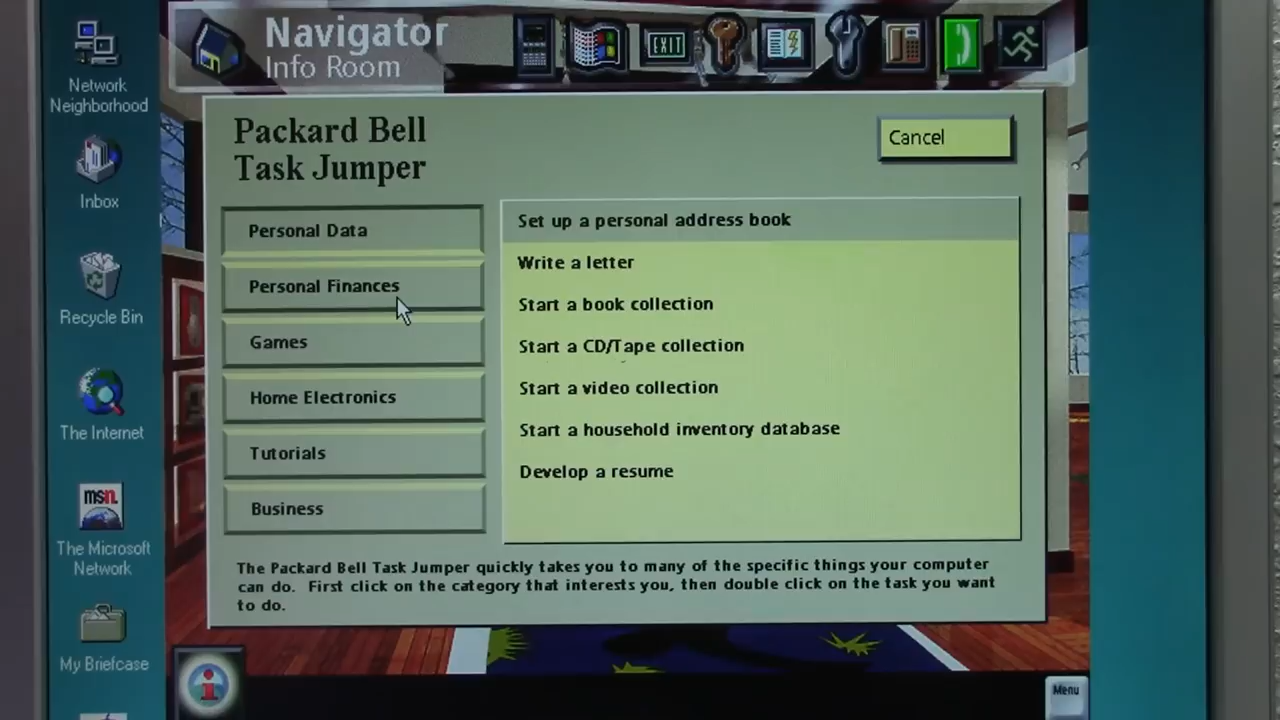 Navigator
Info Room
EXIT
Network
Neighborhood
Inbox
Recycle Bin
The Internet
msn.
The Microsoft
Network
My Briefcase
Packard Bell
Task Jumper
Cancel
Personal Data
Personal Finances
Games
Home Electronics
Tutorials
Business
Set up a personal address book
Write a letter
Start a book collection
Start a CD/Tape collection
Start a video collection
Start a household inventory database
Develop a resume
The Packard Bell Task Jumper quickly takes you to many of the specific things your computer
can do. First click on the category that interests you, then double click on the task you want
to do.
Menu